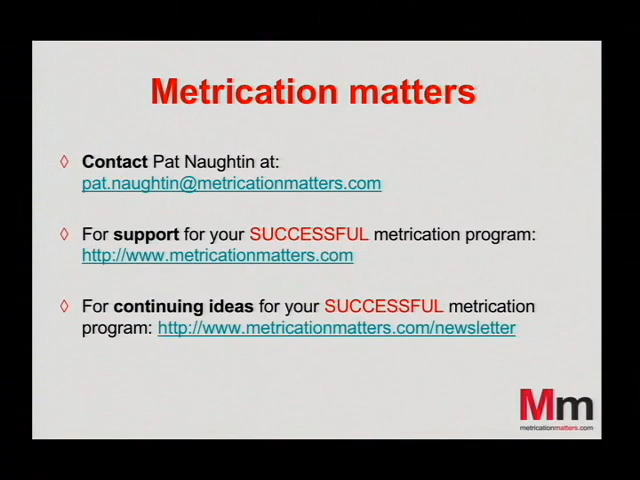 Metrication matters
◊ Contact Pat Naughtin at:
pat.naughtin@metricationmatters.com
◊ For support for your SUCCESSFUL metrication program:
http://www.metricationmatters.com
◊ For continuing ideas for your SUCCESSFUL metrication
program: http://www.metricationmatters.com/newsletter
Mm
metricationmatters.com